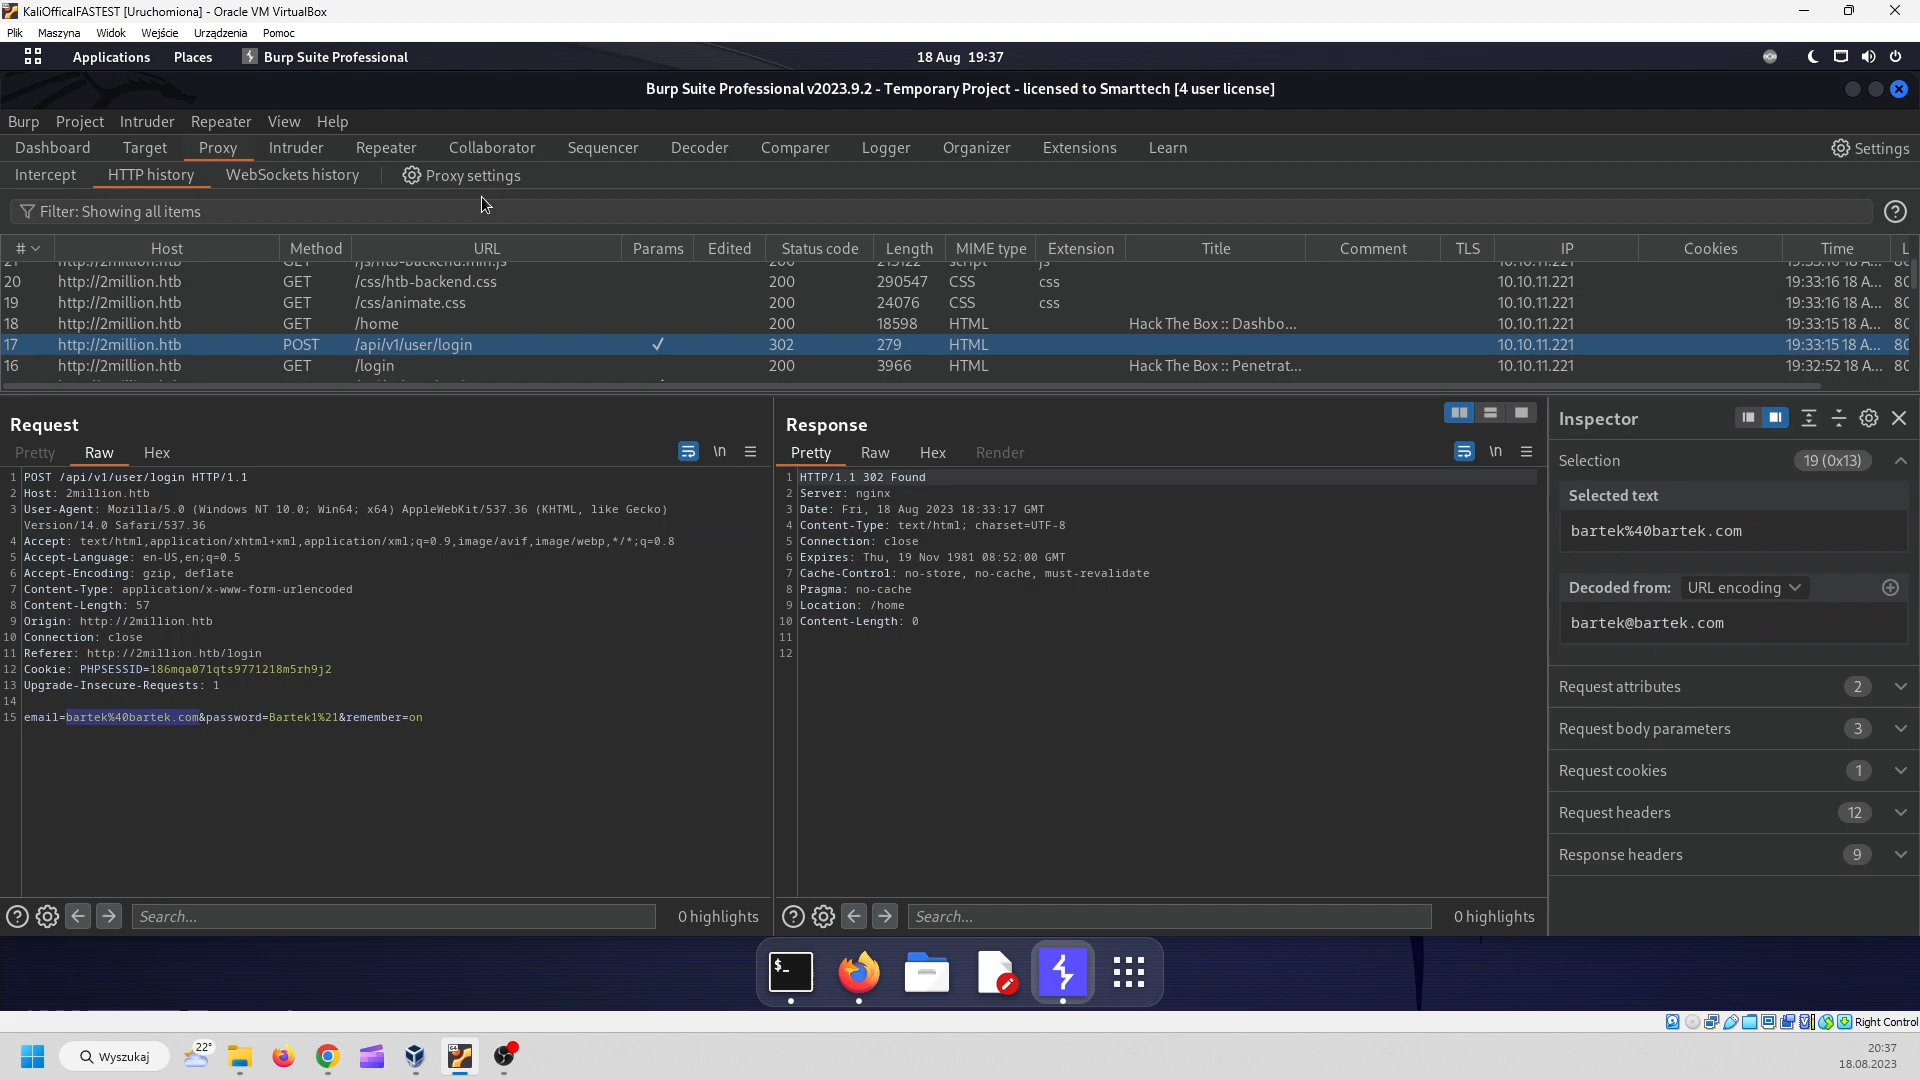 KaliOfficalFASTEST [Uruchomiona] - Oracle VM VirtualBox
Plik Maszyna Widok Wejście Urządzenia Pomoc
Applications Places Burp Suite Professional 18 Aug 19:37
Burp Suite Professional v2023.9.2 - Temporary Project - licensed to Smarttech [4 user license]
Burp Project Intruder Repeater View Help
Dashboard Target Proxy Intruder Repeater Collaborator Sequencer Decoder Comparer Logger Organizer Extensions Learn Settings
Intercept HTTP history WebSockets history Proxy settings
Filter: Showing all items
# Host Method URL Params Edited Status code Length MIME type Extension Title Comment TLS IP Cookies Time L
20 http://2million.htb GET /css/htb-backend.css 200 290547 CSS css 10.10.11.221 19:33:16 18 A... 80
19 http://2million.htb GET /css/animate.css 200 24076 CSS css 10.10.11.221 19:33:16 18 A... 80
18 http://2million.htb GET /home 200 18598 HTML Hack The Box :: Dashbo... 10.10.11.221 19:33:15 18 A... 80
17 http://2million.htb POST /api/v1/user/login ✓ 302 279 HTML 10.10.11.221 19:33:15 18 A... 80
16 http://2million.htb GET /login 200 3966 HTML Hack The Box :: Penetrat... 10.10.11.221 19:32:52 18 A... 80
Request
Pretty Raw Hex \n
1 POST /api/v1/user/login HTTP/1.1
2 Host: 2million.htb
3 User-Agent: Mozilla/5.0 (Windows NT 10.0; Win64; x64) AppleWebKit/537.36 (KHTML, like Gecko)
Version/14.0 Safari/537.36
4 Accept: text/html,application/xhtml+xml,application/xml;q=0.9,image/avif,image/webp,*/*;q=0.8
5 Accept-Language: en-US,en;q=0.5
6 Accept-Encoding: gzip, deflate
7 Content-Type: application/x-www-form-urlencoded
8 Content-Length: 57
9 Origin: http://2million.htb
10 Connection: close
11 Referer: http://2million.htb/login
12 Cookie: PHPSESSID=186mqa071qts9771218m5rh9j2
13 Upgrade-Insecure-Requests: 1
14
15 email=bartek%40bartek.com&password=Bartek1%21&remember=on
Search... 0 highlights
Response
Pretty Raw Hex Render \n
1 HTTP/1.1 302 Found
2 Server: nginx
3 Date: Fri, 18 Aug 2023 18:33:17 GMT
4 Content-Type: text/html; charset=UTF-8
5 Connection: close
6 Expires: Thu, 19 Nov 1981 08:52:00 GMT
7 Cache-Control: no-store, no-cache, must-revalidate
8 Pragma: no-cache
9 Location: /home
10 Content-Length: 0
11
12
Search... 0 highlights
Inspector
Selection 19 (0x13)
Selected text
bartek%40bartek.com
Decoded from: URL encoding
bartek@bartek.com
Request attributes 2
Request body parameters 3
Request cookies 1
Request headers 12
Response headers 9
Right Control
22°
Wyszukaj
20:37
18.08.2023